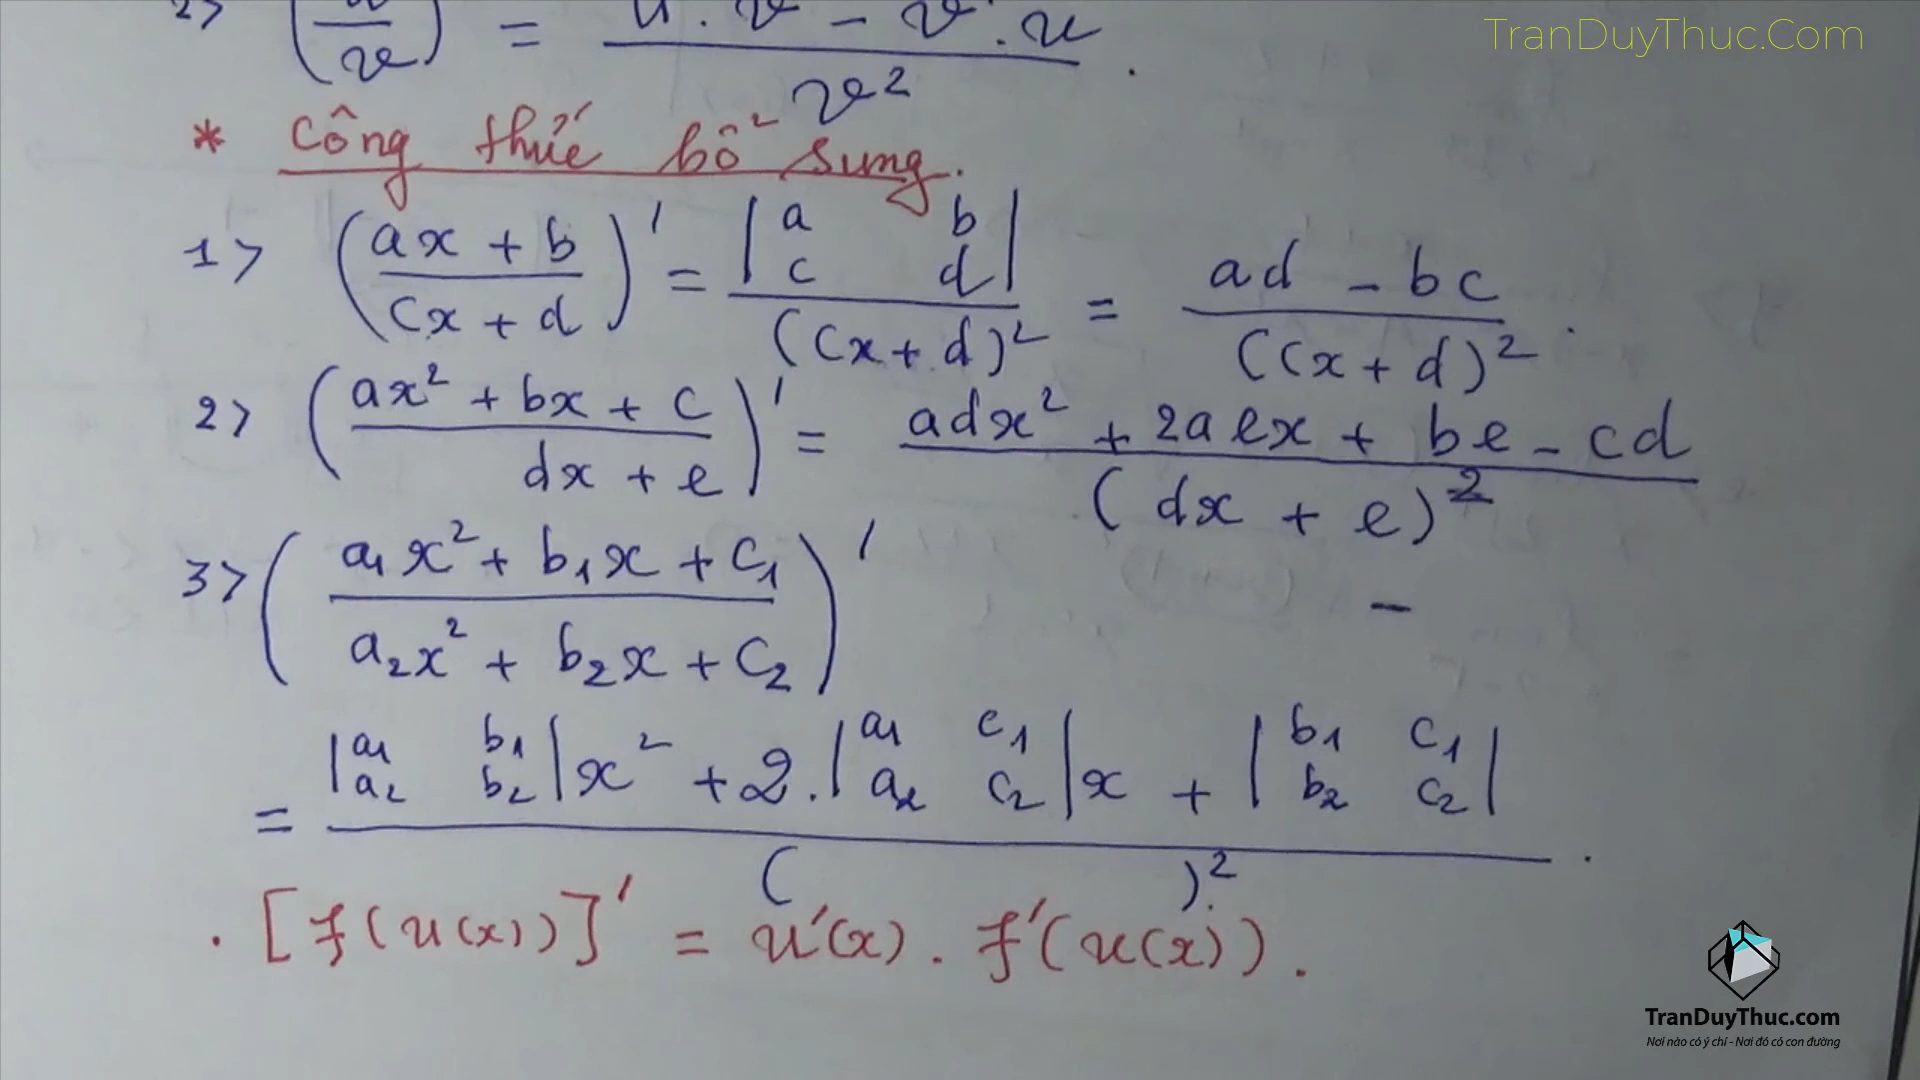 TranDuyThuc.Com
2> (u/v)' = (u'.v - v'.u)/v² .
* Công thức bổ sung.
1> ((ax + b)/(cx + d))' = |a b; c d|/(cx + d)² = (ad - bc)/(cx + d)² .
2> ((ax² + bx + c)/(dx + e))' = (adx² + 2aex + be - cd)/(dx + e)²
3> ((a₁x² + b₁x + c₁)/(a₂x² + b₂x + c₂))'
= (|a₁ b₁; a₂ b₂|x² + 2.|a₁ c₁; a₂ c₂|x + |b₁ c₁; b₂ c₂|)/( )² .
. [f(u(x))]' = u'(x) . f'(u(x)) .
TranDuyThuc.com
Nơi nào có ý chí - Nơi đó có con đường